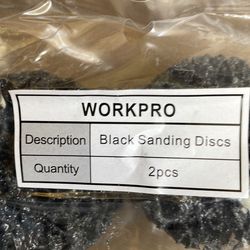 WORKPRO
Description Black Sanding Discs
Quantity 2pcs